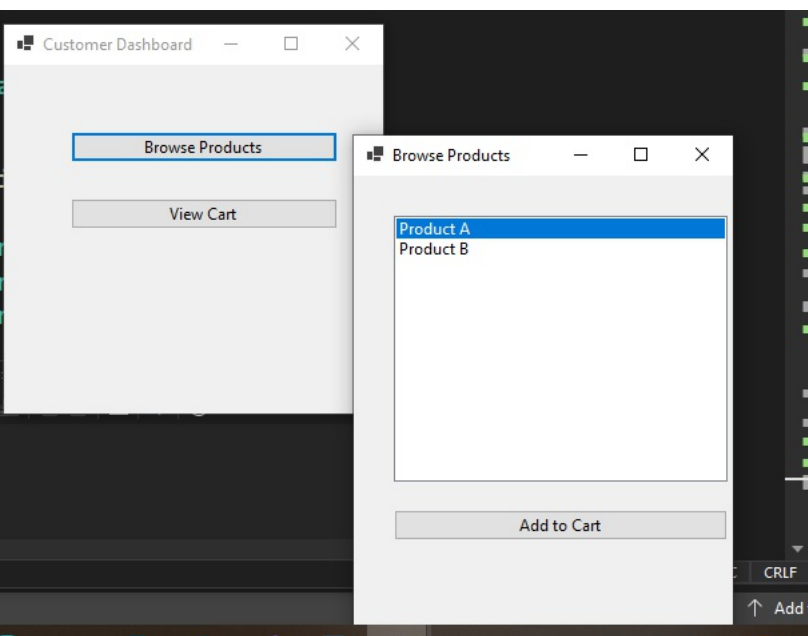 Customer Dashboard
Browse Products
View Cart
Browse Products
Product A
Product B
Add to Cart
CRLF
Add